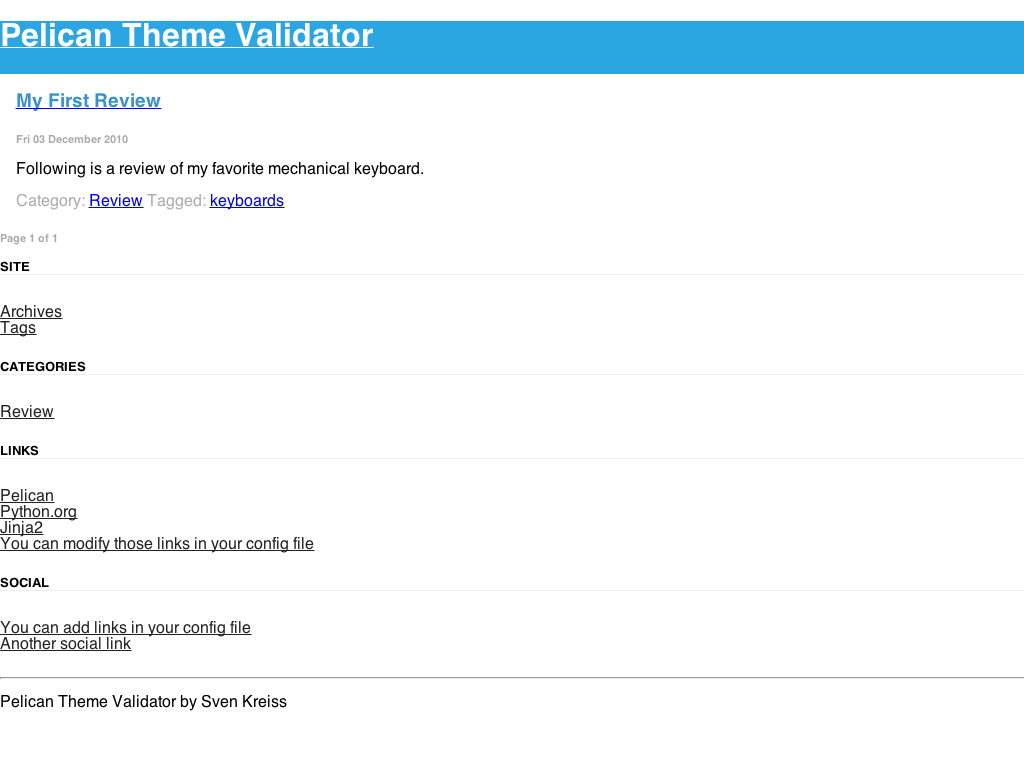 Pelican Theme Validator
My First Review
Fri 03 December 2010
Following is a review of my favorite mechanical keyboard.
Category: Review Tagged: keyboards
Page 1 of 1
SITE
Archives
Tags
CATEGORIES
Review
LINKS
Pelican
Python.org
Jinja2
You can modify those links in your config file
SOCIAL
You can add links in your config file
Another social link
Pelican Theme Validator by Sven Kreiss